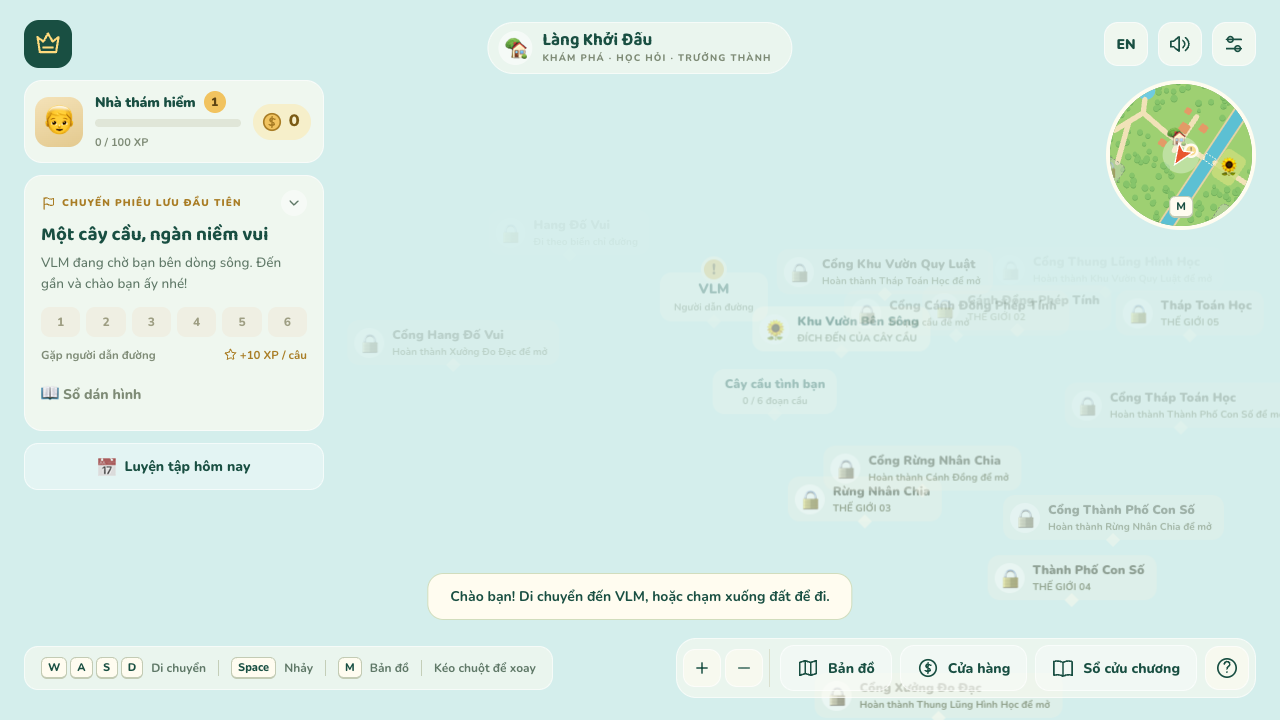 Làng Khởi Đầu
KHÁM PHÁ · HỌC HỎI · TRƯỞNG THÀNH
EN
Nhà thám hiểm 1
0
0 / 100 XP
CHUYẾN PHIÊU LƯU ĐẦU TIÊN
Một cây cầu, ngàn niềm vui
VLM đang chờ bạn bên dòng sông. Đến
gần và chào bạn ấy nhé!
1 2 3 4 5 6
Gặp người dẫn đường
+10 XP / câu
Sổ dán hình
Luyện tập hôm nay
M
Hang Đố Vui
VLM
Người dẫn đường
Cổng Khu Vườn Quy Luật
Hoàn thành Tháp Toán Học để mở
Cổng Thung Lũng Hình Học
Hoàn thành Khu Vườn Quy Luật để mở
Cổng Cánh Đồng Phép Tính
Cánh Đồng Phép Tính
THẾ GIỚI 02
Tháp Toán Học
THẾ GIỚI 05
Khu Vườn Bên Sông
ĐÍCH ĐẾN CỦA CÂY CẦU
Cổng Hang Đố Vui
Hoàn thành Xưởng Đo Đạc để mở
Cây cầu tình bạn
0 / 6 đoạn cầu
Cổng Tháp Toán Học
Hoàn thành Thành Phố Con Số để
Cổng Rừng Nhân Chia
Hoàn thành Cánh Đồng để mở
Rừng Nhân Chia
THẾ GIỚI 03
Cổng Thành Phố Con Số
Hoàn thành Rừng Nhân Chia để mở
Thành Phố Con Số
THẾ GIỚI 04
Chào bạn! Di chuyển đến VLM, hoặc chạm xuống đất để đi.
W A S D Di chuyển Space Nhảy M Bản đồ Kéo chuột để xoay
+ − Bản đồ Cửa hàng Sổ cửu chương ?
Cổng Xưởng Đo Đạc
Hoàn thành Thung Lũng Hình Học để mở